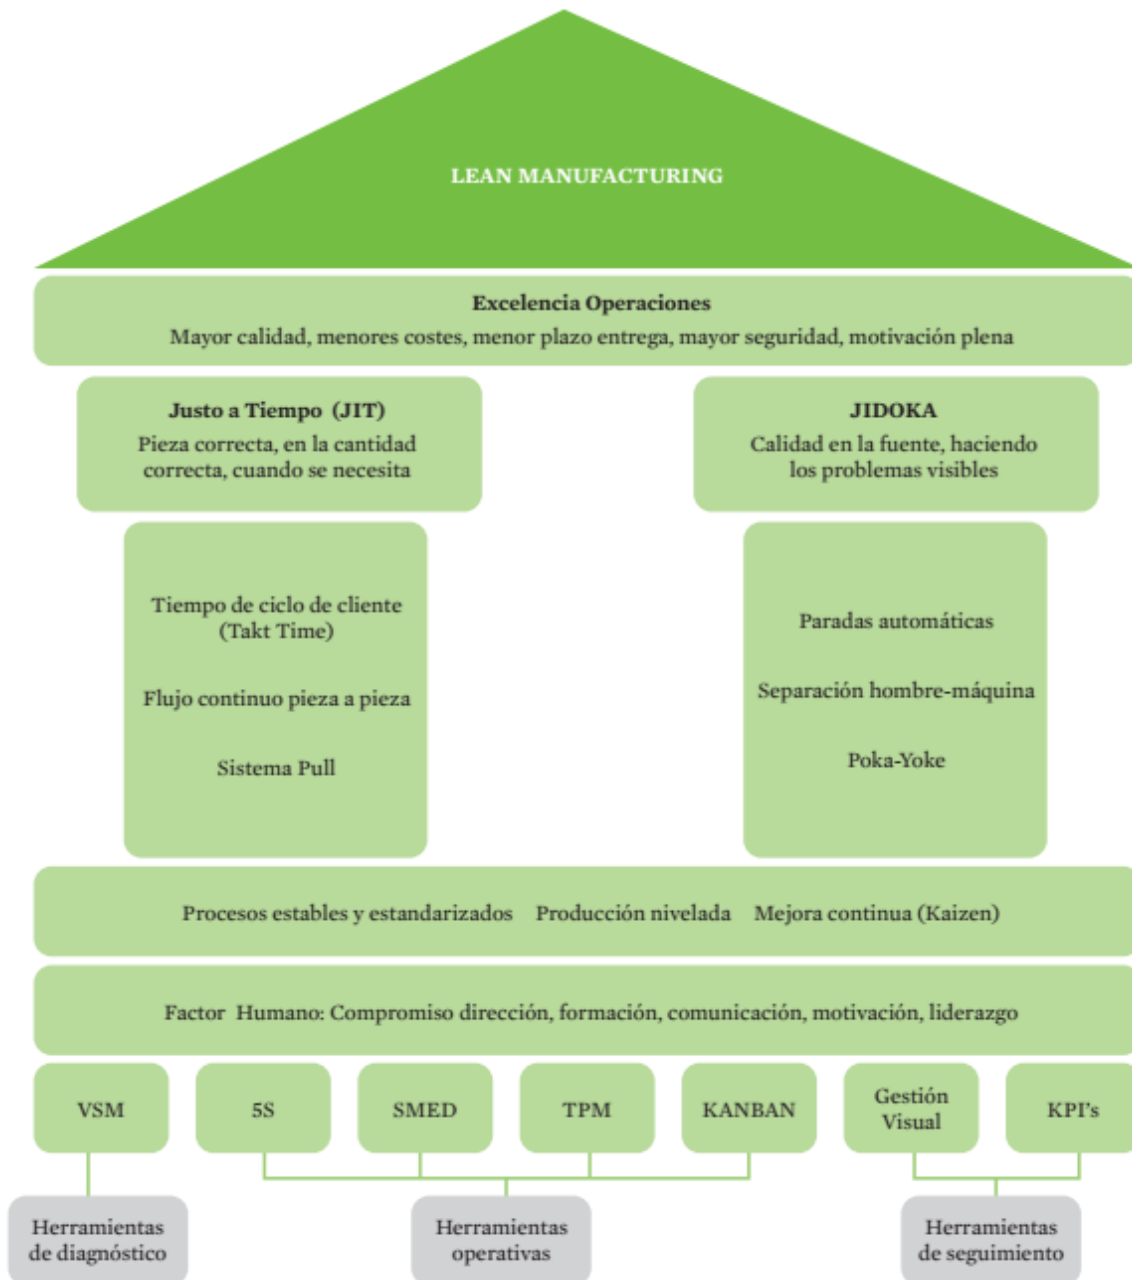 LEAN MANUFACTURING
Excelencia Operaciones
Mayor calidad, menores costes, menor plazo entrega, mayor seguridad, motivación plena
Justo a Tiempo (JIT)
Pieza correcta, en la cantidad
correcta, cuando se necesita
JIDOKA
Calidad en la fuente, haciendo
los problemas visibles
Tiempo de ciclo de cliente
(Takt Time)
Flujo continuo pieza a pieza
Sistema Pull
Paradas automáticas
Separación hombre-máquina
Poka-Yoke
Procesos estables y estandarizados Producción nivelada Mejora continua (Kaizen)
Factor Humano: Compromiso dirección, formación, comunicación, motivación, liderazgo
VSM
5S
SMED
TPM
KANBAN
Gestión
Visual
KPI's
Herramientas
de diagnóstico
Herramientas
operativas
Herramientas
de seguimiento